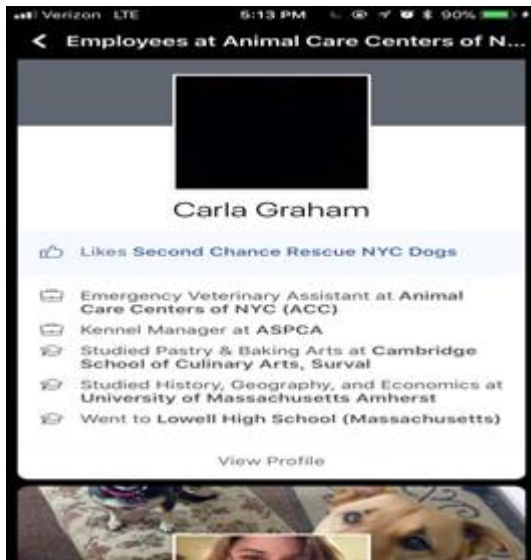 Verizon LTE 5:13 PM 90%
Employees at Animal Care Centers of N...
Carla Graham
Likes Second Chance Rescue NYC Dogs
Emergency Veterinary Assistant at Animal
Care Centers of NYC (ACC)
Kennel Manager at ASPCA
Studied Pastry & Baking Arts at Cambridge
School of Culinary Arts, Surval
Studied History, Geography, and Economics at
University of Massachusetts Amherst
Went to Lowell High School (Massachusetts)
View Profile